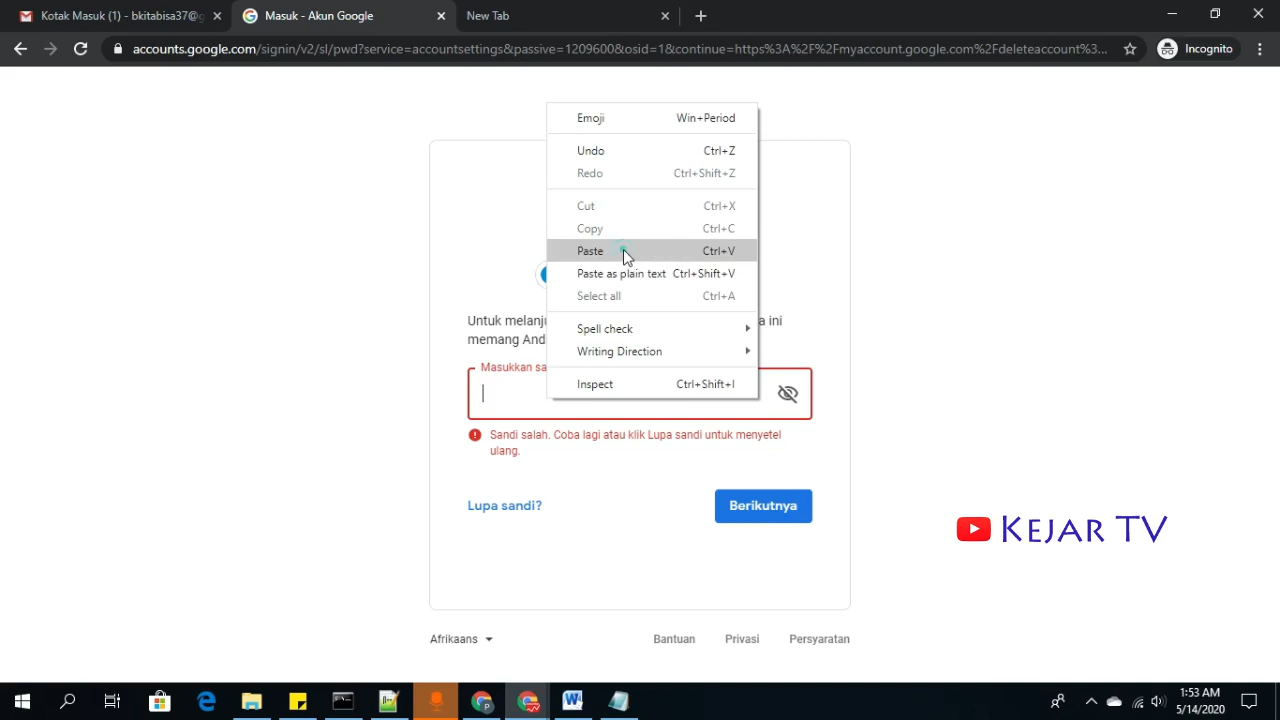 Kotak Masuk (1) - bkitabisa37@g
Masuk - Akun Google
New Tab
accounts.google.com/signin/v2/sl/pwd?service=accountsettings&passive=1209600&osid=1&continue=https%3A%2F%2Fmyaccount.google.com%2Fdeleteaccount%3...
Incognito
Emoji Win+Period
Undo Ctrl+Z
Redo Ctrl+Shift+Z
Cut Ctrl+X
Copy Ctrl+C
Paste Ctrl+V
Paste as plain text Ctrl+Shift+V
Select all Ctrl+A
Spell check
Writing Direction
Inspect Ctrl+Shift+I
Untuk melanju a ini
memang And
Masukkan sa
Sandi salah. Coba lagi atau klik Lupa sandi untuk menyetel
ulang.
Lupa sandi?
Berikutnya
KEJAR TV
Afrikaans
Bantuan
Privasi
Persyaratan
1:53 AM
5/14/2020